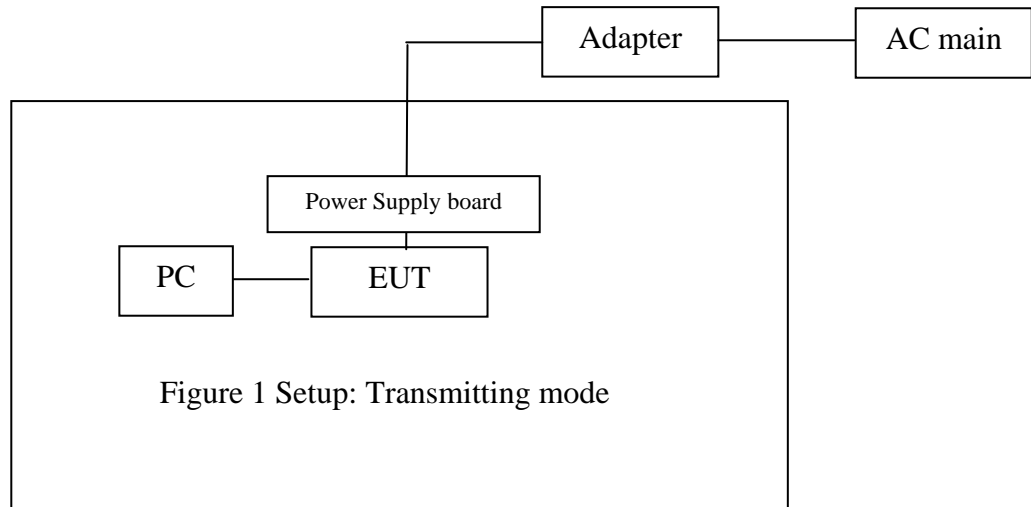 Adapter
AC main
Power Supply board
PC
EUT
Figure 1 Setup: Transmitting mode